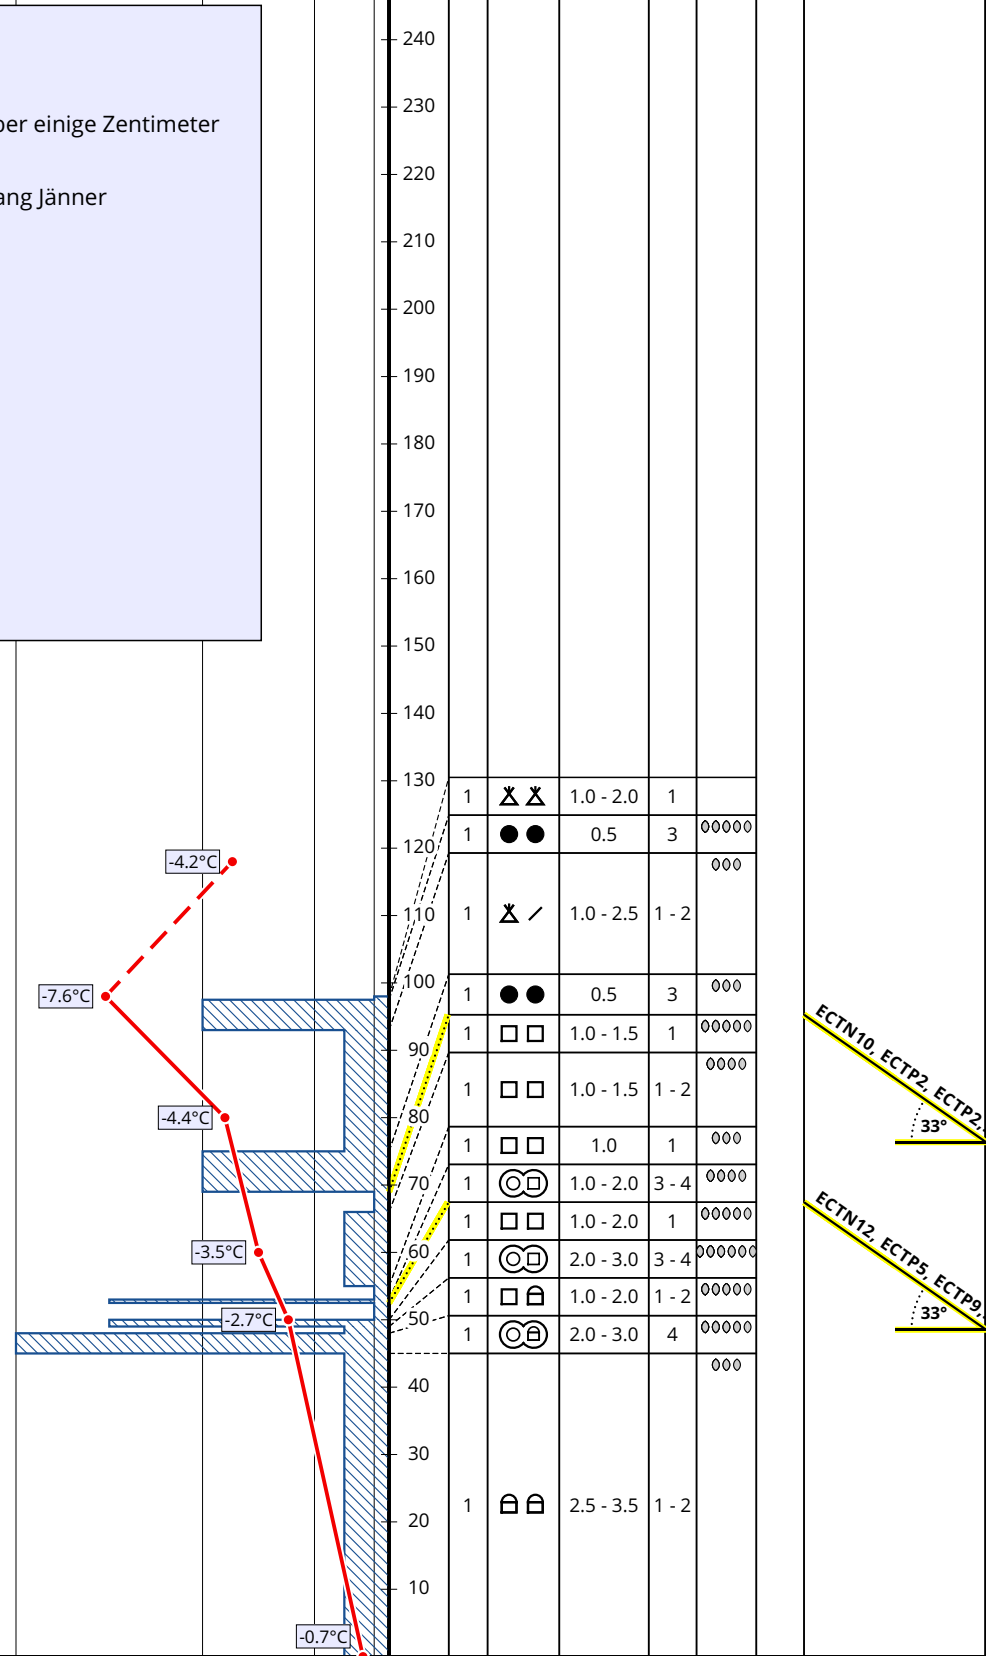 ber einige Zentimeter
ang Jänner
240
230
220
210
200
190
180
170
160
150
140
130
120
110
100
90
80
70
60
50
40
30
20
10
-4.2°C
-7.6°C
-4.4°C
-3.5°C
-2.7°C
-0.7°C
1 1.0 - 2.0 1
1 0.5 3
1 1.0 - 2.5 1 - 2
1 0.5 3
1 1.0 - 1.5 1
1 1.0 - 1.5 1 - 2
1 1.0 1
1 1.0 - 2.0 3 - 4
1 1.0 - 2.0 1
1 2.0 - 3.0 3 - 4
1 1.0 - 2.0 1 - 2
1 2.0 - 3.0 4
1 2.5 - 3.5 1 - 2
ECTN10, ECTP2, ECTP2,
33°
ECTN12, ECTP5, ECTP9,
33°